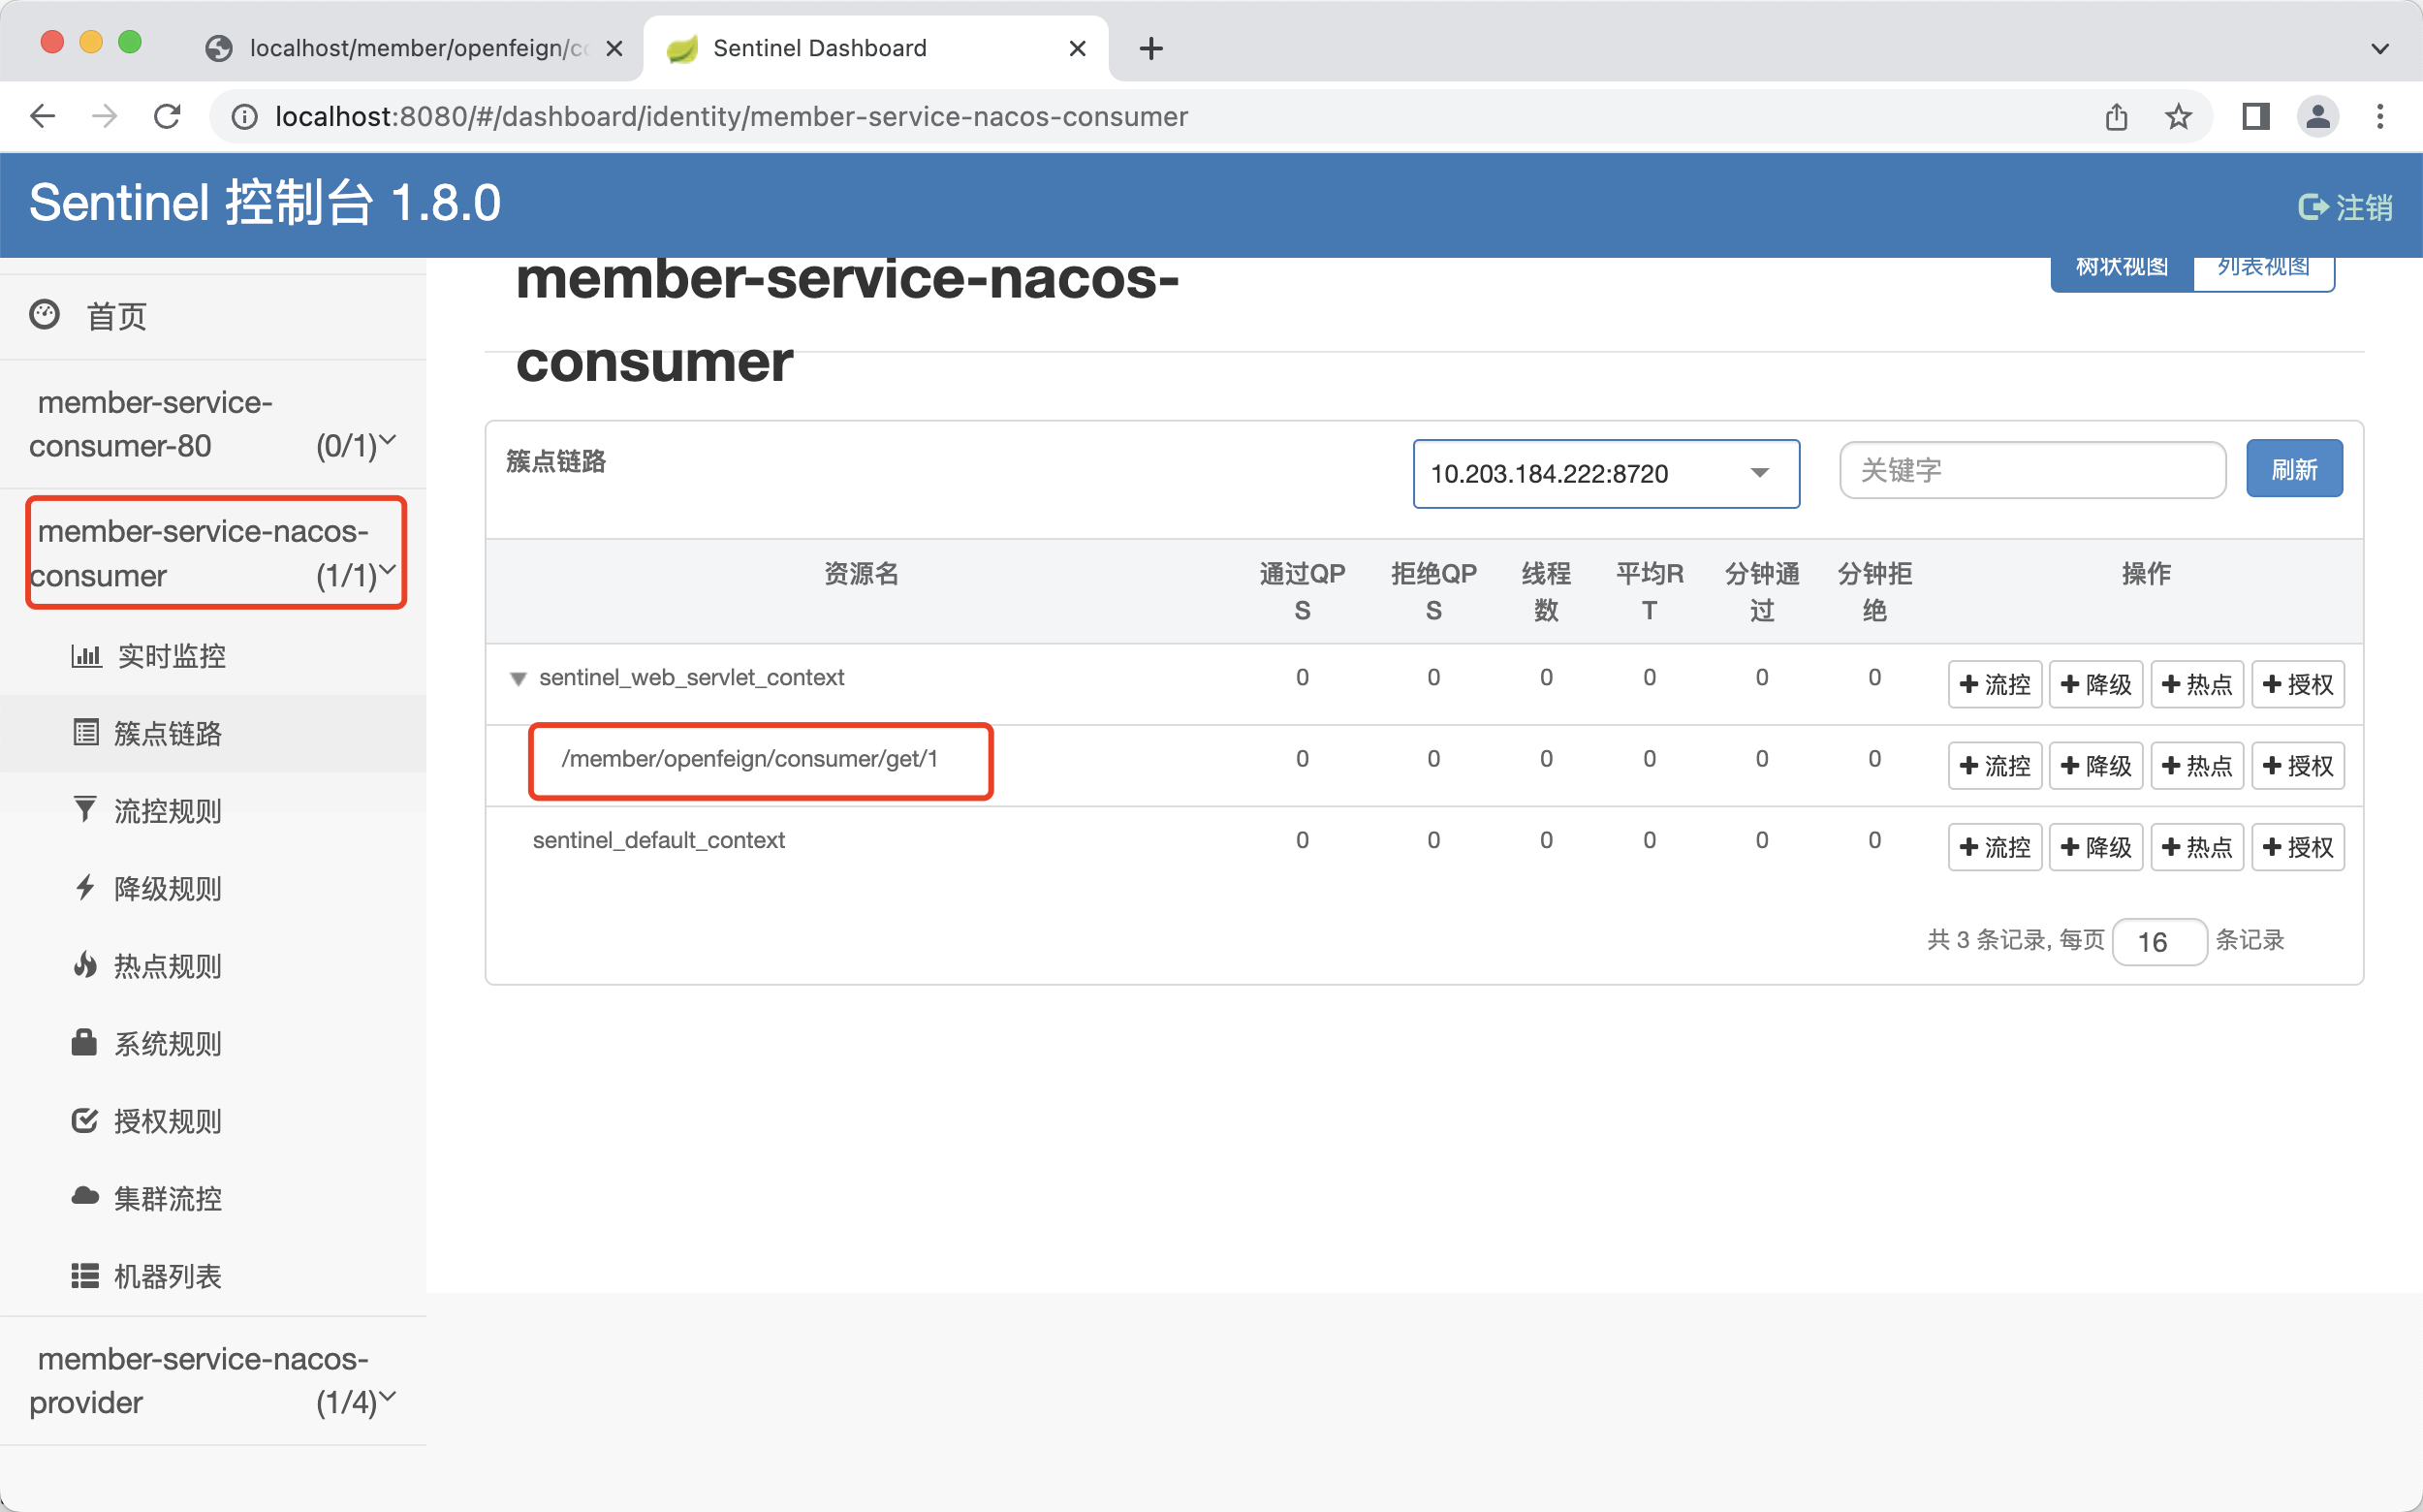 localhost/member/openfeign/co
Sentinel Dashboard
localhost:8080/#/dashboard/identity/member-service-nacos-consumer
Sentinel 控制台 1.8.0
注销
首页
member-service-
consumer-80 (0/1)
member-service-nacos-
consumer (1/1)
实时监控
簇点链路
流控规则
降级规则
热点规则
系统规则
授权规则
集群流控
机器列表
member-service-nacos-
provider (1/4)
member-service-nacos-
consumer
树状视图 列表视图
簇点链路 10.203.184.222:8720 关键字 刷新
资源名 通过QP 拒绝QP 线程 平均R 分钟通 分钟拒 操作
S S 数 T 过 绝
sentinel_web_servlet_context 0 0 0 0 0 0 流控 降级 热点 授权
/member/openfeign/consumer/get/1 0 0 0 0 0 0 流控 降级 热点 授权
sentinel_default_context 0 0 0 0 0 0 流控 降级 热点 授权
共 3 条记录, 每页 16 条记录